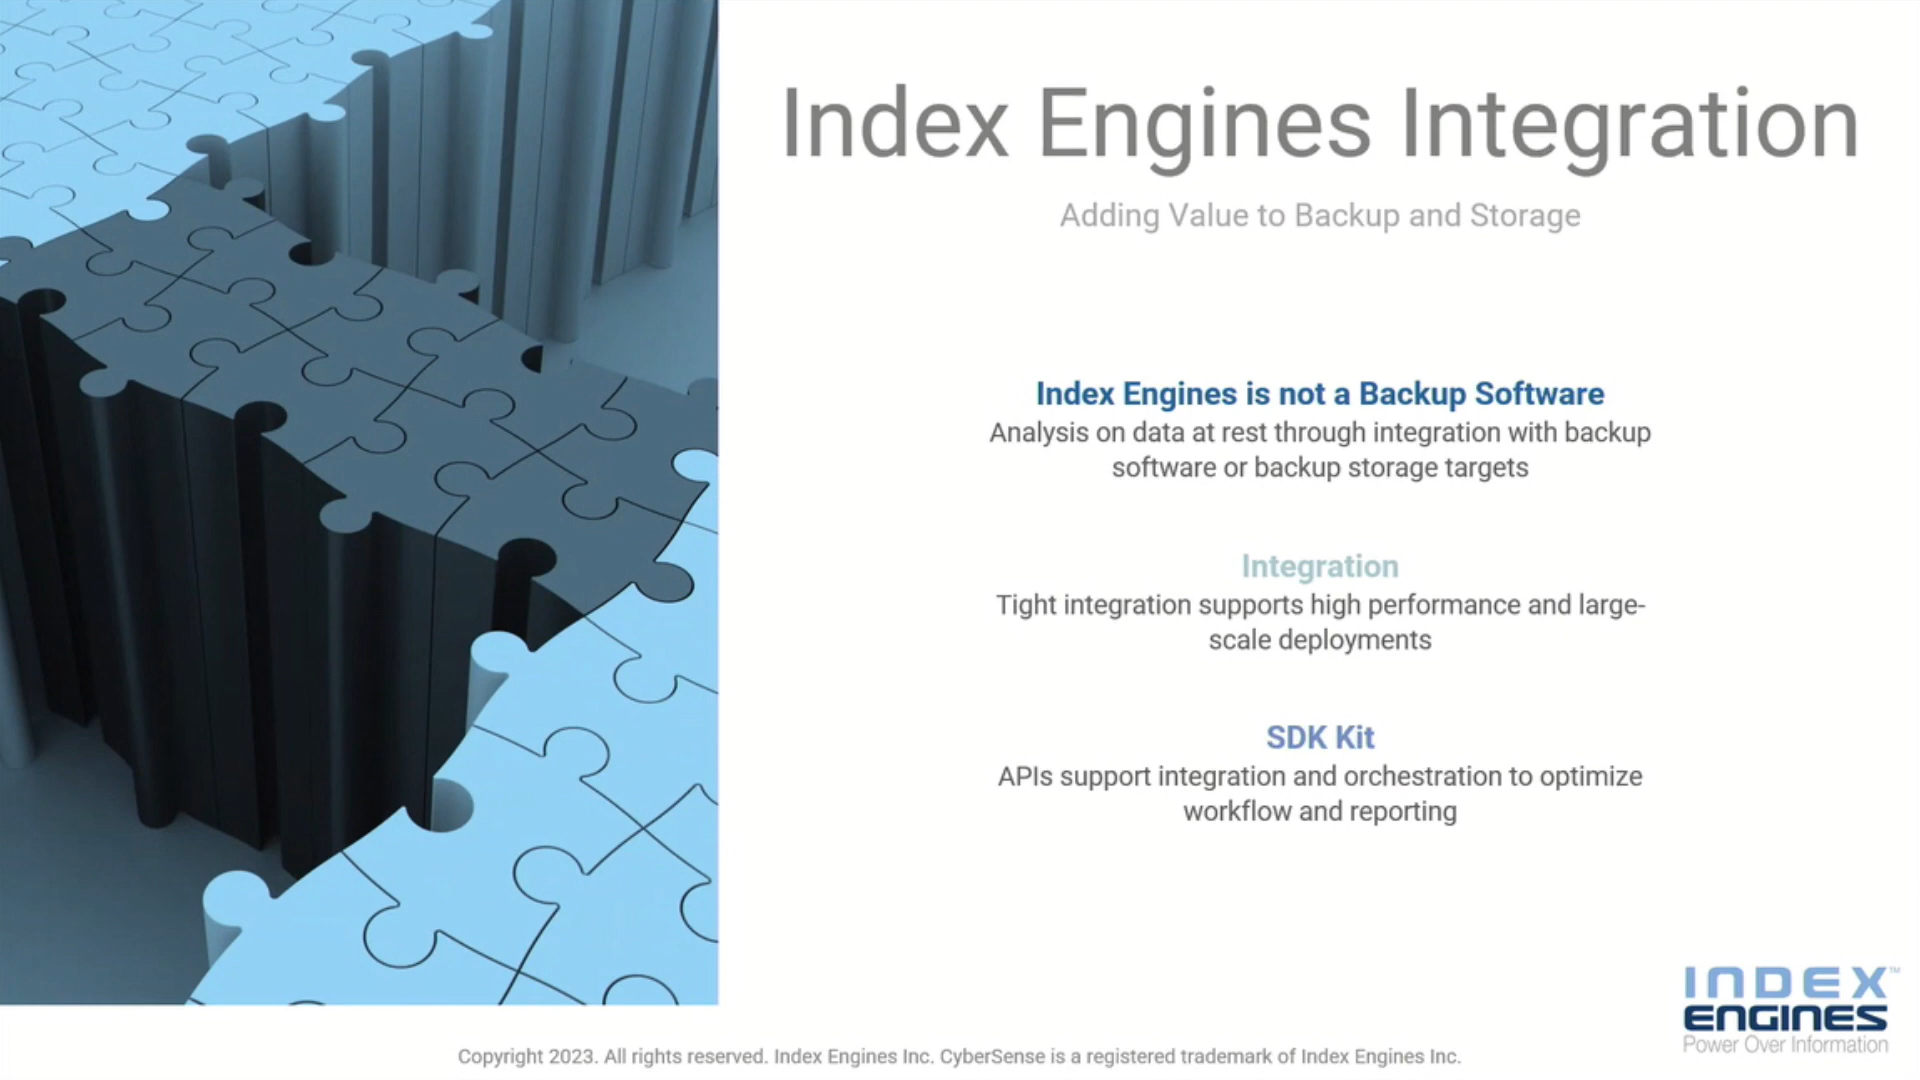 Index Engines Integration
Adding Value to Backup and Storage
Index Engines is not a Backup Software
Analysis on data at rest through integration with backup
software or backup storage targets
Integration
Tight integration supports high performance and large-
scale deployments
SDK Kit
APIs support integration and orchestration to optimize
workflow and reporting
INDEX™
ENGINES
Power Over Information
Copyright 2023. All rights reserved. Index Engines Inc. CyberSense is a registered trademark of Index Engines Inc.